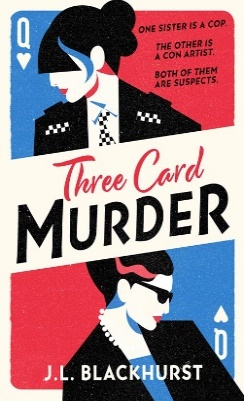 Q
ONE SISTER IS A COP.
THE OTHER IS
A CON ARTIST.
BOTH OF THEM
ARE SUSPECTS.
Three Card
MURDER
J.L. BLACKHURST
Q